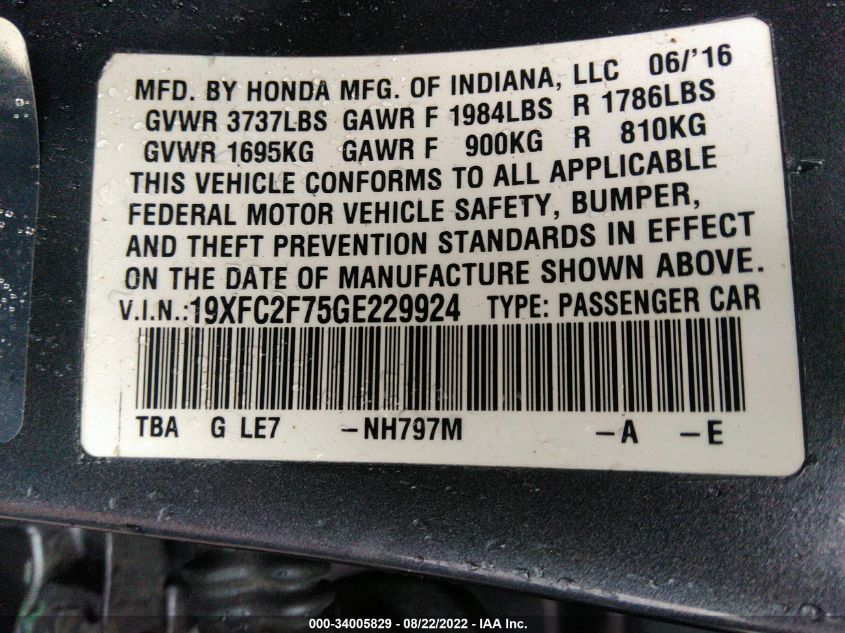 MFD. BY HONDA MFG. OF INDIANA, LLC 06/'16
GVWR 3737LBS GAWR F 1984LBS R 1786LBS
GVWR 1695KG GAWR F 900KG R 810KG
THIS VEHICLE CONFORMS TO ALL APPLICABLE
FEDERAL MOTOR VEHICLE SAFETY, BUMPER,
AND THEFT PREVENTION STANDARDS IN EFFECT
ON THE DATE OF MANUFACTURE SHOWN ABOVE.
V.I.N.:19XFC2F75GE229924 TYPE: PASSENGER CAR
TBA G LE7 -NH797M -A -E
000-34005829 - 08/22/2022 - IAA Inc.